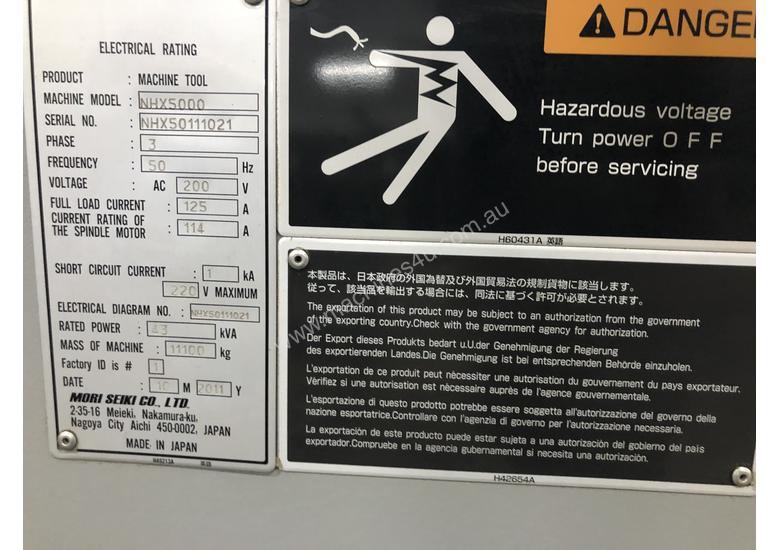 ELECTRICAL RATING
PRODUCT : MACHINE TOOL
MACHINE MODEL : NHX5000
SERIAL NO. : NHX50111021
PHASE : 3
FREQUENCY : 50 Hz
VOLTAGE : AC 200 V
FULL LOAD CURRENT : 125 A
CURRENT RATING OF
THE SPINDLE MOTOR : 114 A
SHORT CIRCUIT CURRENT : 1 kA
220 V MAXIMUM
ELECTRICAL DIAGRAM NO. : NHX50111021
RATED POWER : 43 kVA
MASS OF MACHINE : 11100 kg
Factory ID is # 1
DATE : 10 M 2011 Y
MORI SEIKI CO., LTD.
2-35-16 Meieki, Nakamura-ku,
Nagoya City Aichi 450-0002, JAPAN
MADE IN JAPAN
H49213A 英語
DANGE
Hazardous voltage
Turn power OFF
before servicing
H60431A 英語
本製品は、日本政府の外国為替及び外国貿易法の規制貨物に該当します。
従って、該当品を輸出する場合には、同法に基づく許可が必要とされます。
The exportation of this product may be subject to an authorization from the government
of the exporting country.Check with the government agency for authorization.
Der Export dieses Produkts bedart u.U.der Genehmigung der Regierung
des exportierenden Landes.Die Genehmigung ist bei entsprechenden Behörden einzuholen.
L'exportation de ce produit peut nécessiter une autorisation du gouvernement du pays exportateur.
Vérifiez si une autorisation est nécessaire auprès de l'agence gouvernementale.
L'esportazione di questo prodotto potrebbe essere soggetta all'autorizzazione del governo della
nazione esportatrice.Controllare con l'agenzia di governo per l'autorizzazione necessaria.
La exportación de este producto puede estar sujeta a una autorización del gobierno del país
exportador.Compruebe en la agencia gubernamental si necesita una autorización.
H42654A
www.machines4u.com.au